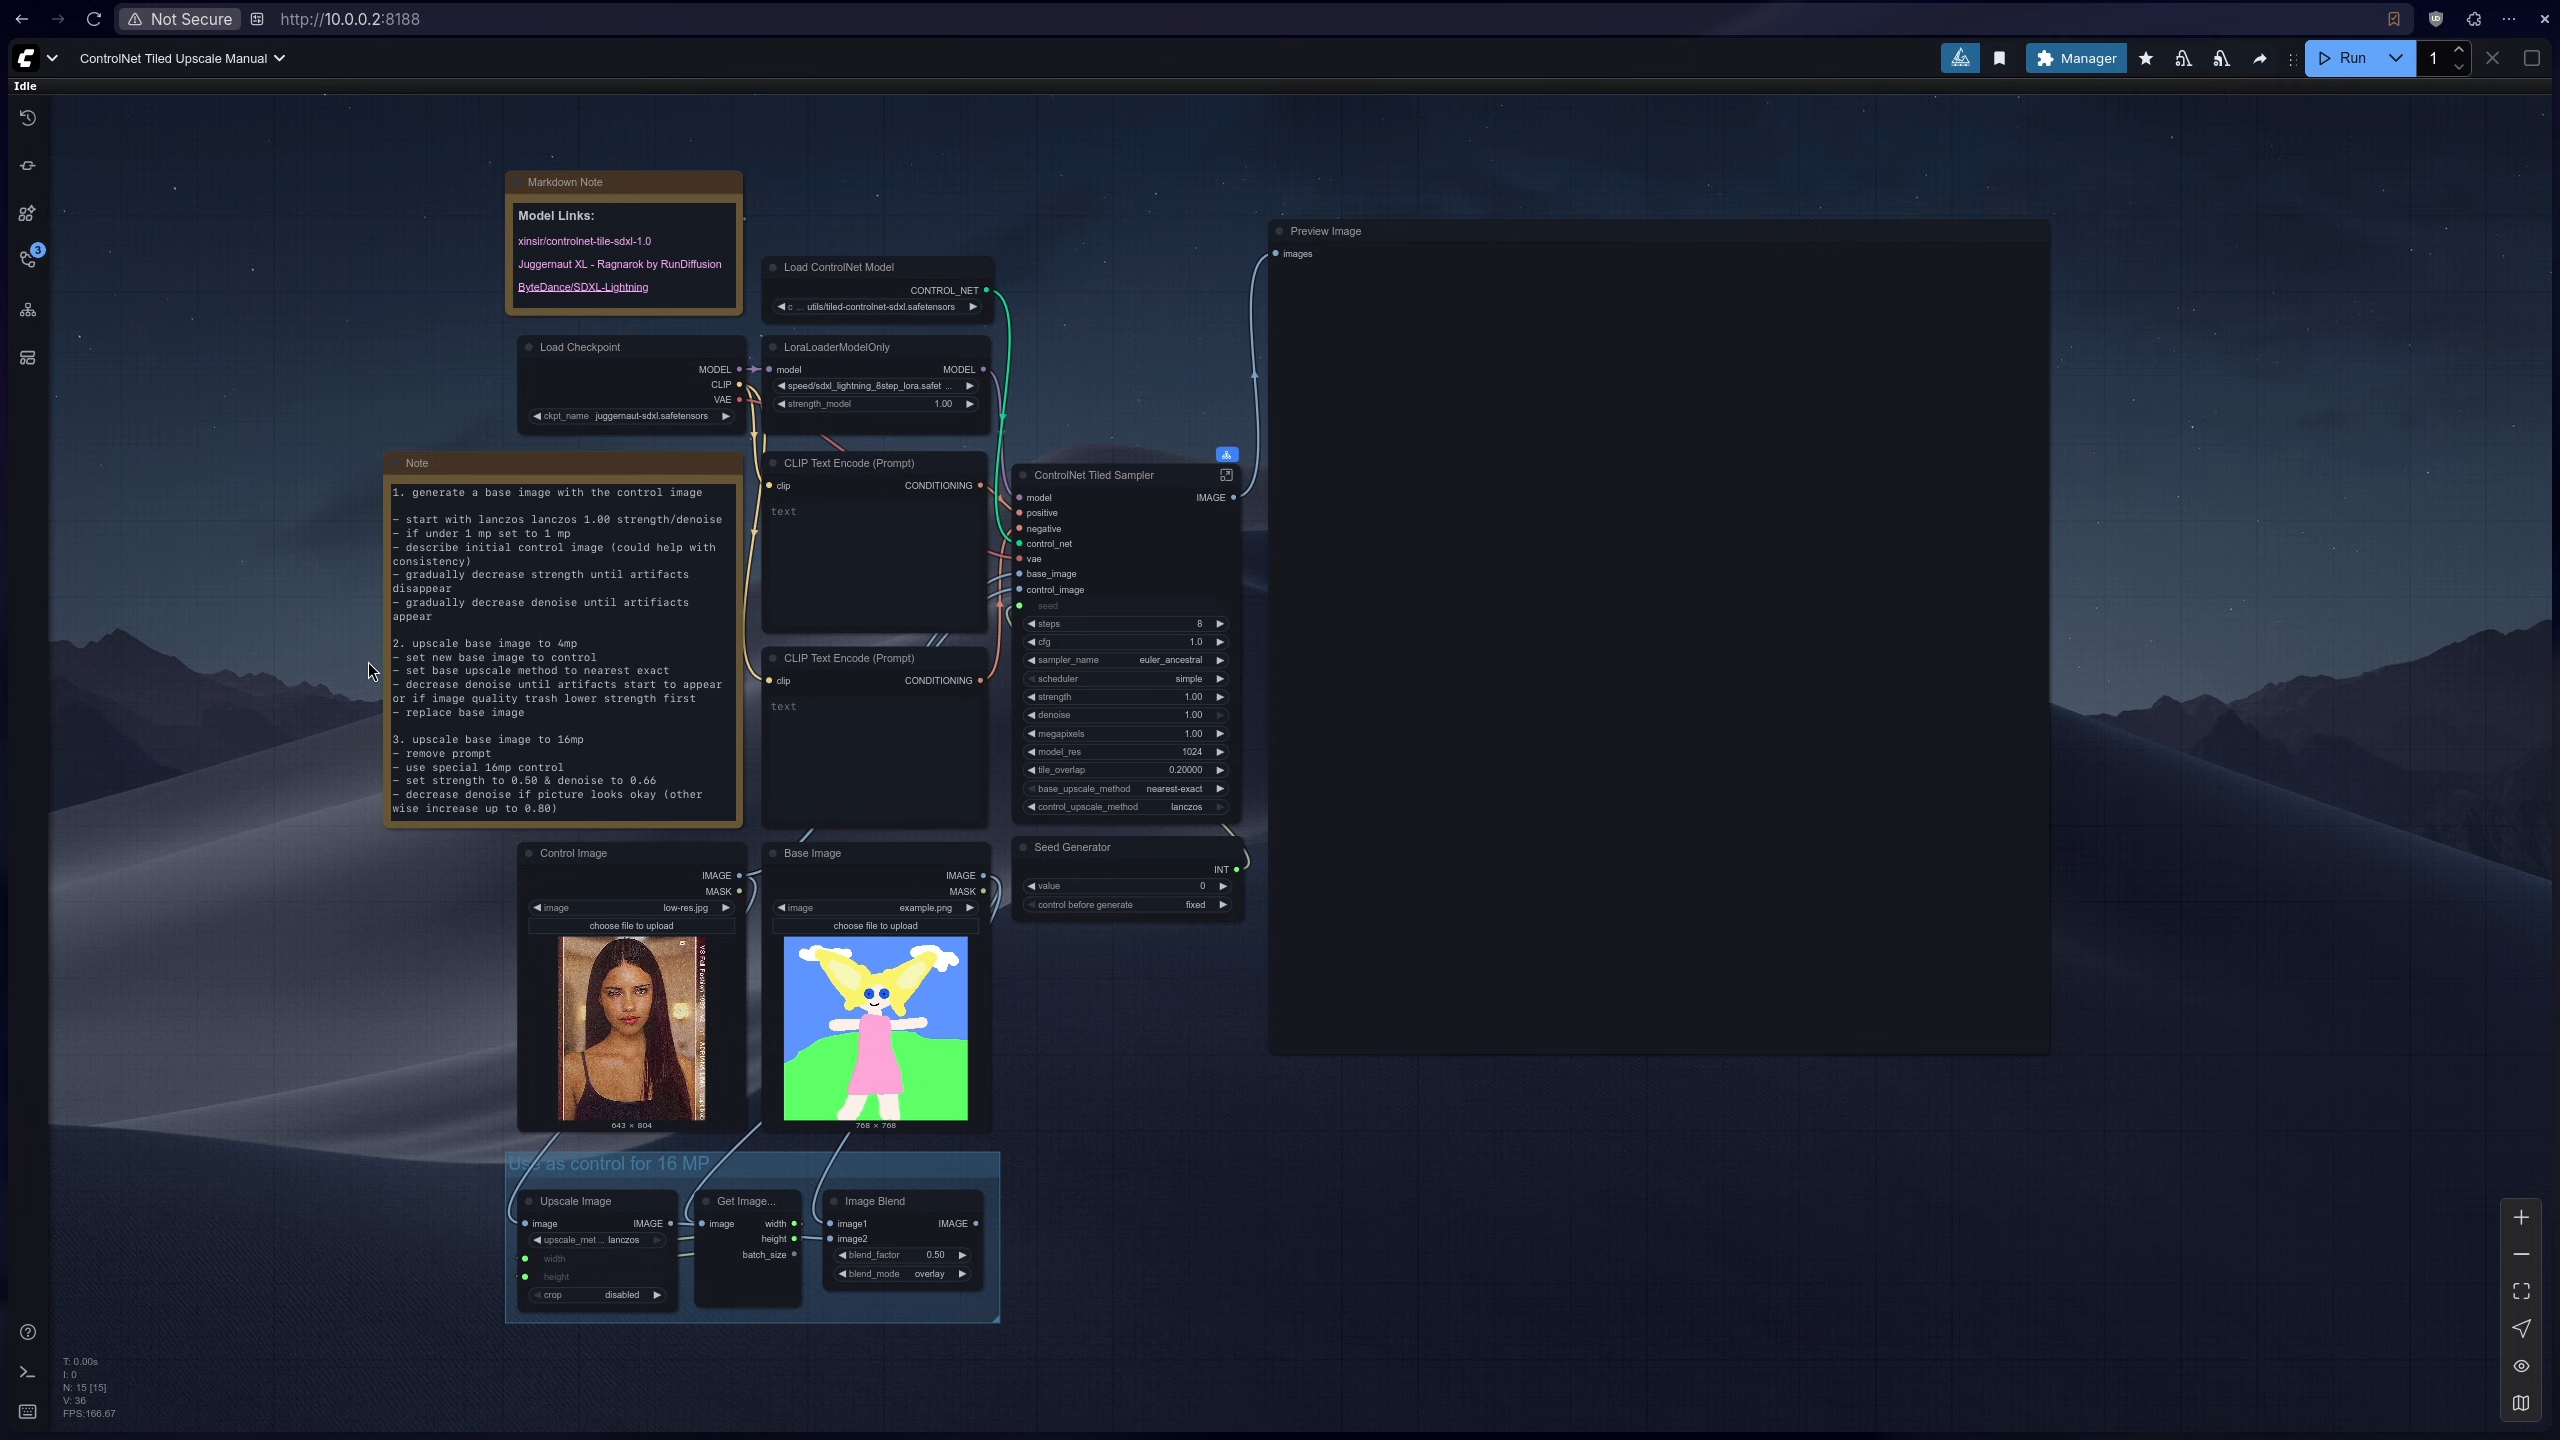 Not Secure
http://10.0.0.2:8188
ControlNet Tiled Upscale Manual
Manager
Run
1
Idle
3
Markdown Note
Model Links:
xinsir/controlnet-tile-sdxl-1.0
Juggernaut XL - Ragnarok by RunDiffusion
ByteDance/SDXL-Lightning
Load ControlNet Model
CONTROL_NET
c ... utils/tiled-controlnet-sdxl.safetensors
Load Checkpoint
MODEL
CLIP
VAE
ckpt_name juggernaut-sdxl.safetensors
LoraLoaderModelOnly
model MODEL
speed/sdxl_lightning_8step_lora.safet ...
strength_model 1.00
Note
1. generate a base image with the control image
- start with lanczos lanczos 1.00 strength/denoise
- if under 1 mp set to 1 mp
- describe initial control image (could help with
consistency)
- gradually decrease strength until artifacts
disappear
- gradually decrease denoise until artifiacts
appear
2. upscale base image to 4mp
- set new base image to control
- set base upscale method to nearest exact
- decrease denoise until artifacts start to appear
or if image quality trash lower strength first
- replace base image
3. upscale base image to 16mp
- remove prompt
- use special 16mp control
- set strength to 0.50 & denoise to 0.66
- decrease denoise if picture looks okay (other
wise increase up to 0.80)
CLIP Text Encode (Prompt)
clip CONDITIONING
text
CLIP Text Encode (Prompt)
clip CONDITIONING
text
ControlNet Tiled Sampler
model IMAGE
positive
negative
control_net
vae
base_image
control_image
seed
steps 8
cfg 1.0
sampler_name euler_ancestral
scheduler simple
strength 1.00
denoise 1.00
megapixels 1.00
model_res 1024
tile_overlap 0.20000
base_upscale_method nearest-exact
control_upscale_method lanczos
Seed Generator
INT
value 0
control before generate fixed
Preview Image
images
Control Image
IMAGE
MASK
image low-res.jpg
choose file to upload
643 × 804
Base Image
IMAGE
MASK
image example.png
choose file to upload
768 × 768
Use as control for 16 MP
Upscale Image
image IMAGE
upscale_met ... lanczos
width
height
crop disabled
Get Image...
image width
height
batch_size
Image Blend
image1 IMAGE
image2
blend_factor 0.50
blend_mode overlay
T: 0.00s
I: 0
N: 15 [15]
V: 36
FPS:166.67